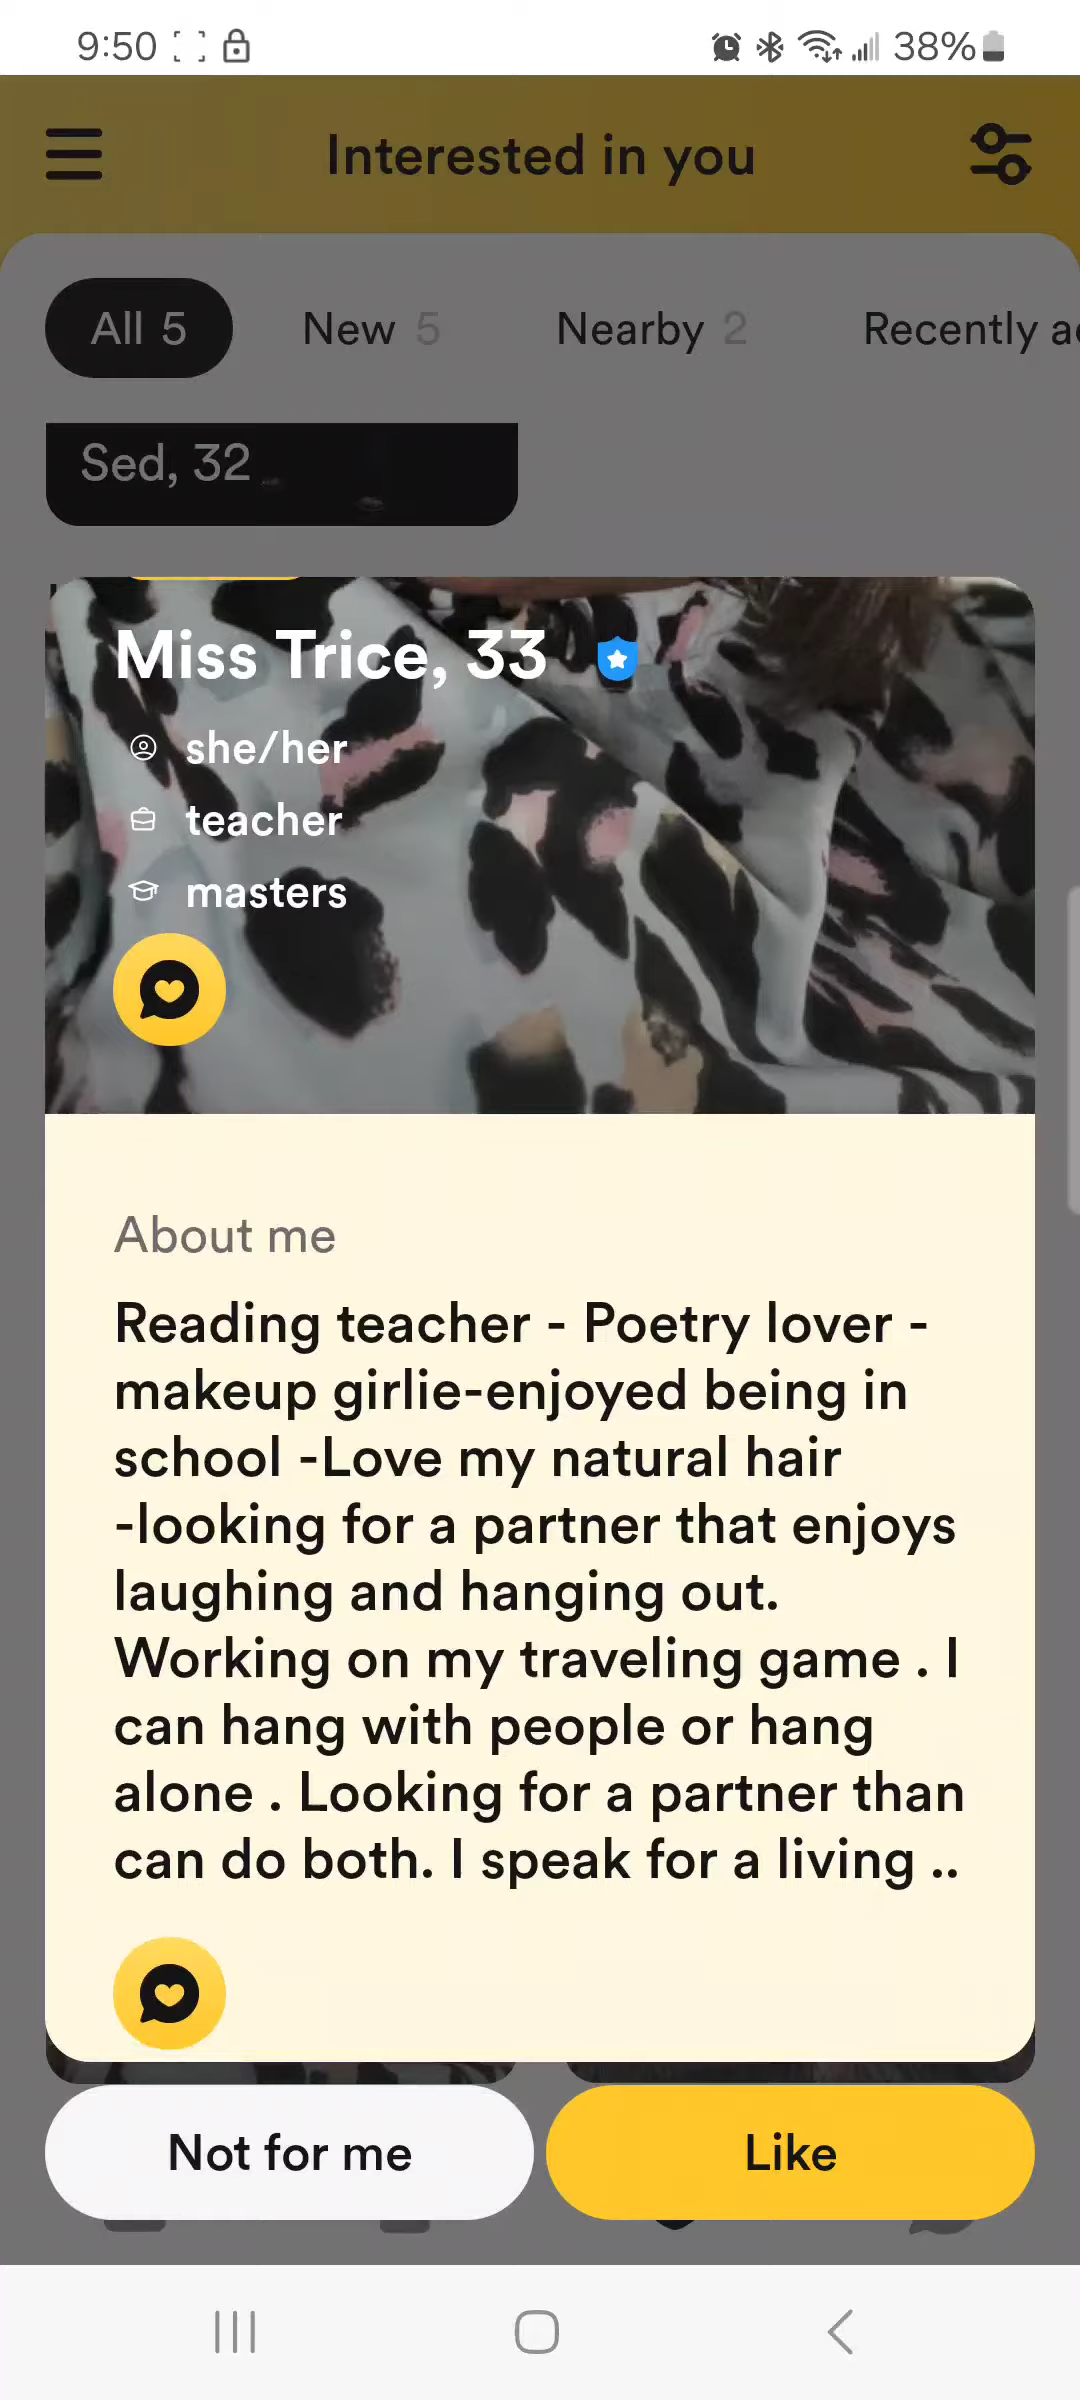 9:50
38%
Interested in you
All 5
New 5
Nearby 2
Recently
Sed, 32
Miss Trice, 33
she/her
teacher
masters
About me
Reading teacher - Poetry lover -
makeup girlie-enjoyed being in
school -Love my natural hair
-looking for a partner that enjoys
laughing and hanging out.
Working on my traveling game . I
can hang with people or hang
alone . Looking for a partner than
can do both. I speak for a living ..
Not for me
Like